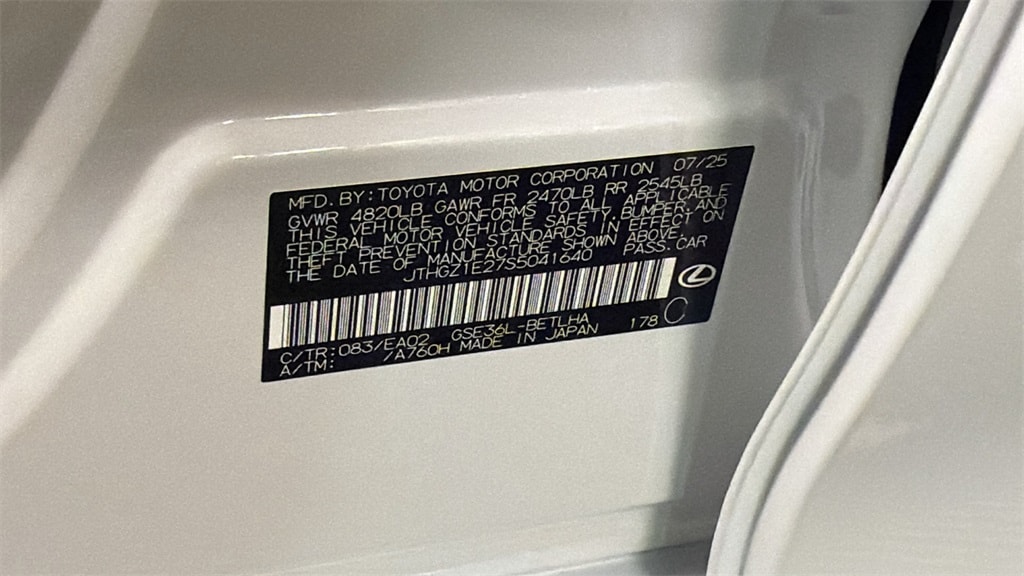 MFD. BY: TOYOTA MOTOR CORPORATION 07/25
GVWR 4820LB GAWR FR 2470LB RR 2545LB
THIS VEHICLE CONFORMS TO ALL APPLICABLE
FEDERAL MOTOR VEHICLE SAFETY, BUMPER, AND
THEFT PREVENTION STANDARDS IN EFFECT ON
THE DATE OF MANUFACTURE SHOWN ABOVE.
JTHGZ1E27S5041640 PASS-CAR
C/TR: 083/EA02 GSE36L-BETLHA 178 C
A/TM: /A760H MADE IN JAPAN